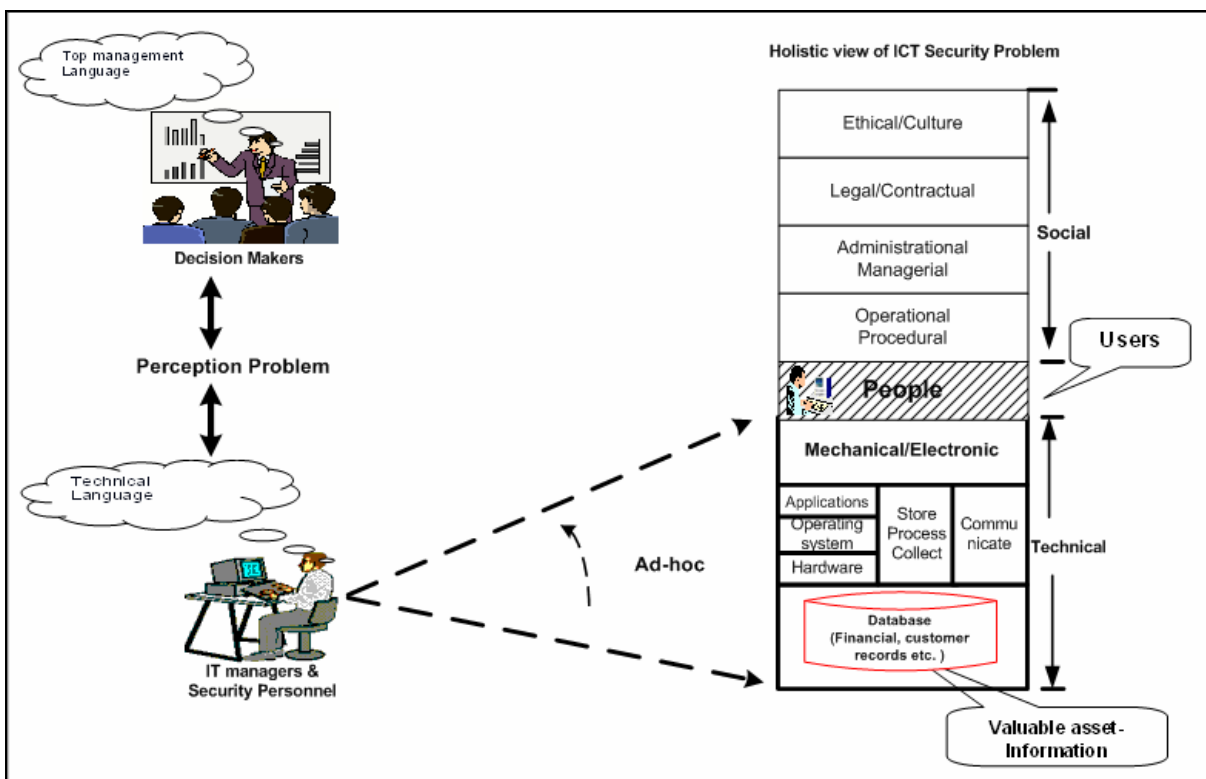 Top management
Language
Decision Makers
Perception Problem
Technical
Language
IT managers &
Security Personnel
Ad-hoc
Holistic view of ICT Security Problem
Ethical/Culture
Legal/Contractual
Administrational
Managerial
Operational
Procedural
Social
Users
People
Mechanical/Electronic
Applications
Operating
system
Hardware
Store
Process
Collect
Commu
nicate
Technical
Database
(Financial, customer
records etc. )
Valuable asset-
Information